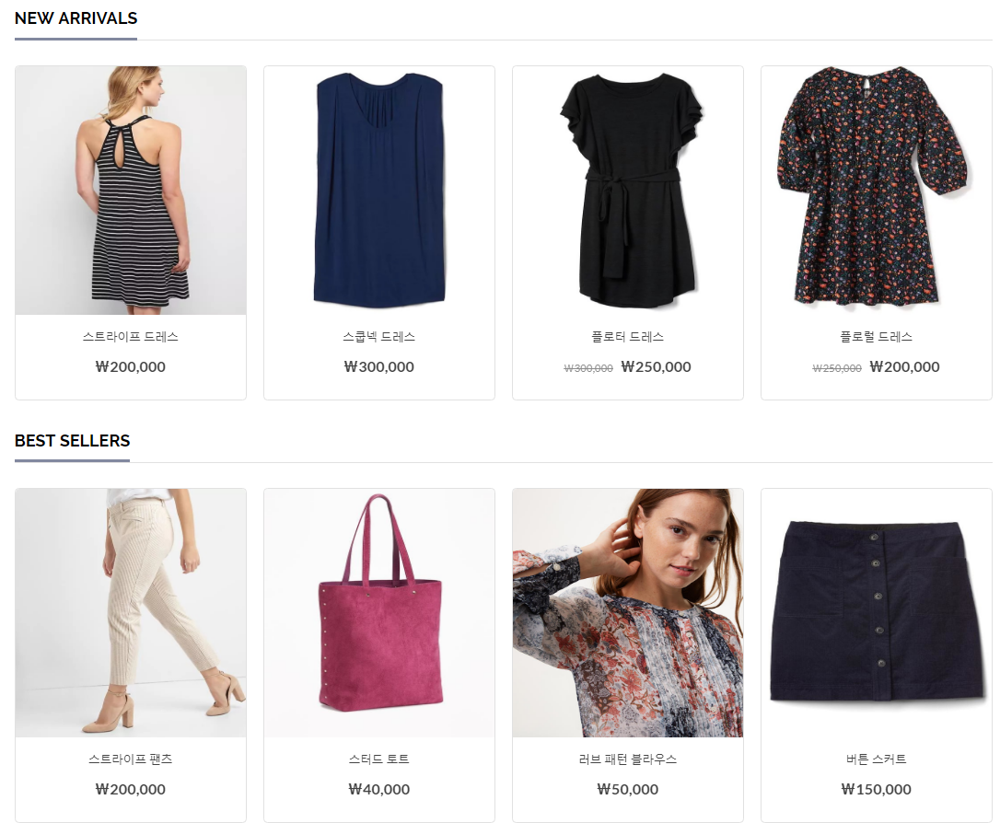 NEW ARRIVALS
스트라이프 드레스
₩200,000
스쿱넥 드레스
₩300,000
플로터 드레스
₩300,000 ₩250,000
플로럴 드레스
₩250,000 ₩200,000
BEST SELLERS
스트라이프 팬츠
₩200,000
스터드 토트
₩40,000
러브 패턴 블라우스
₩50,000
버튼 스커트
₩150,000